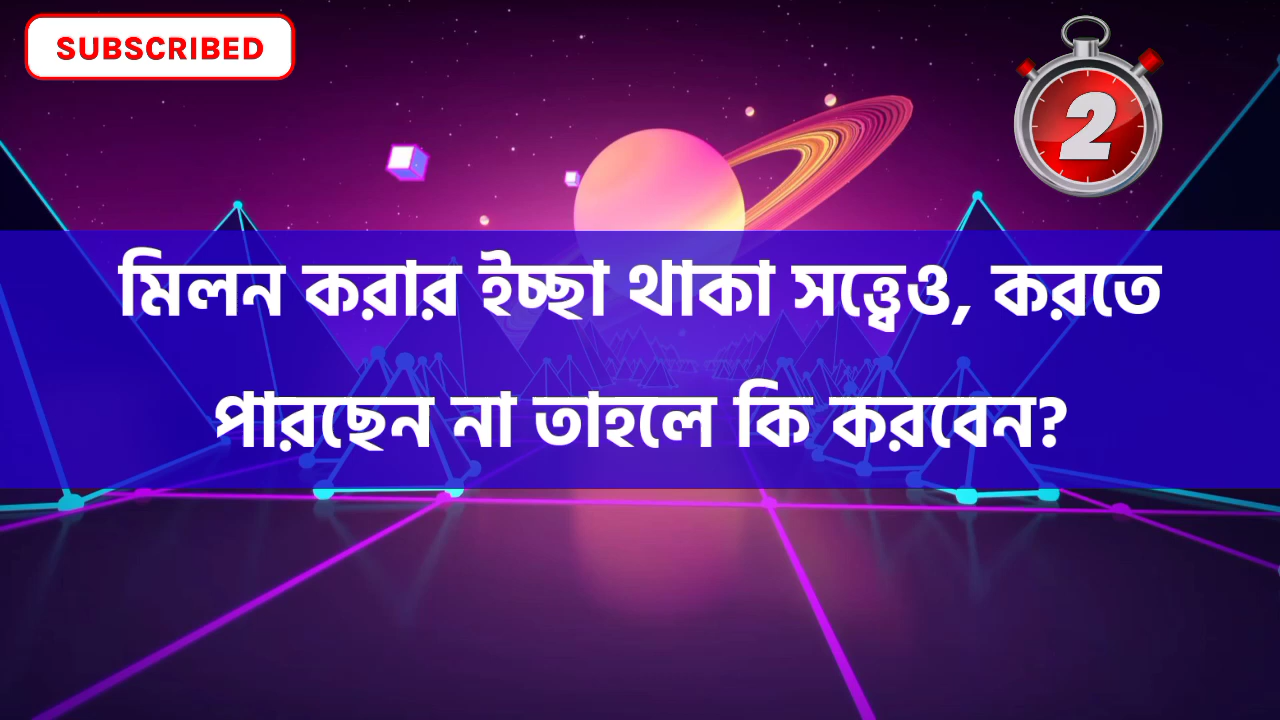 SUBSCRIBED
2
মিলন করার ইচ্ছা থাকা সত্ত্বেও, করতে
পারছেন না তাহলে কি করবেন?